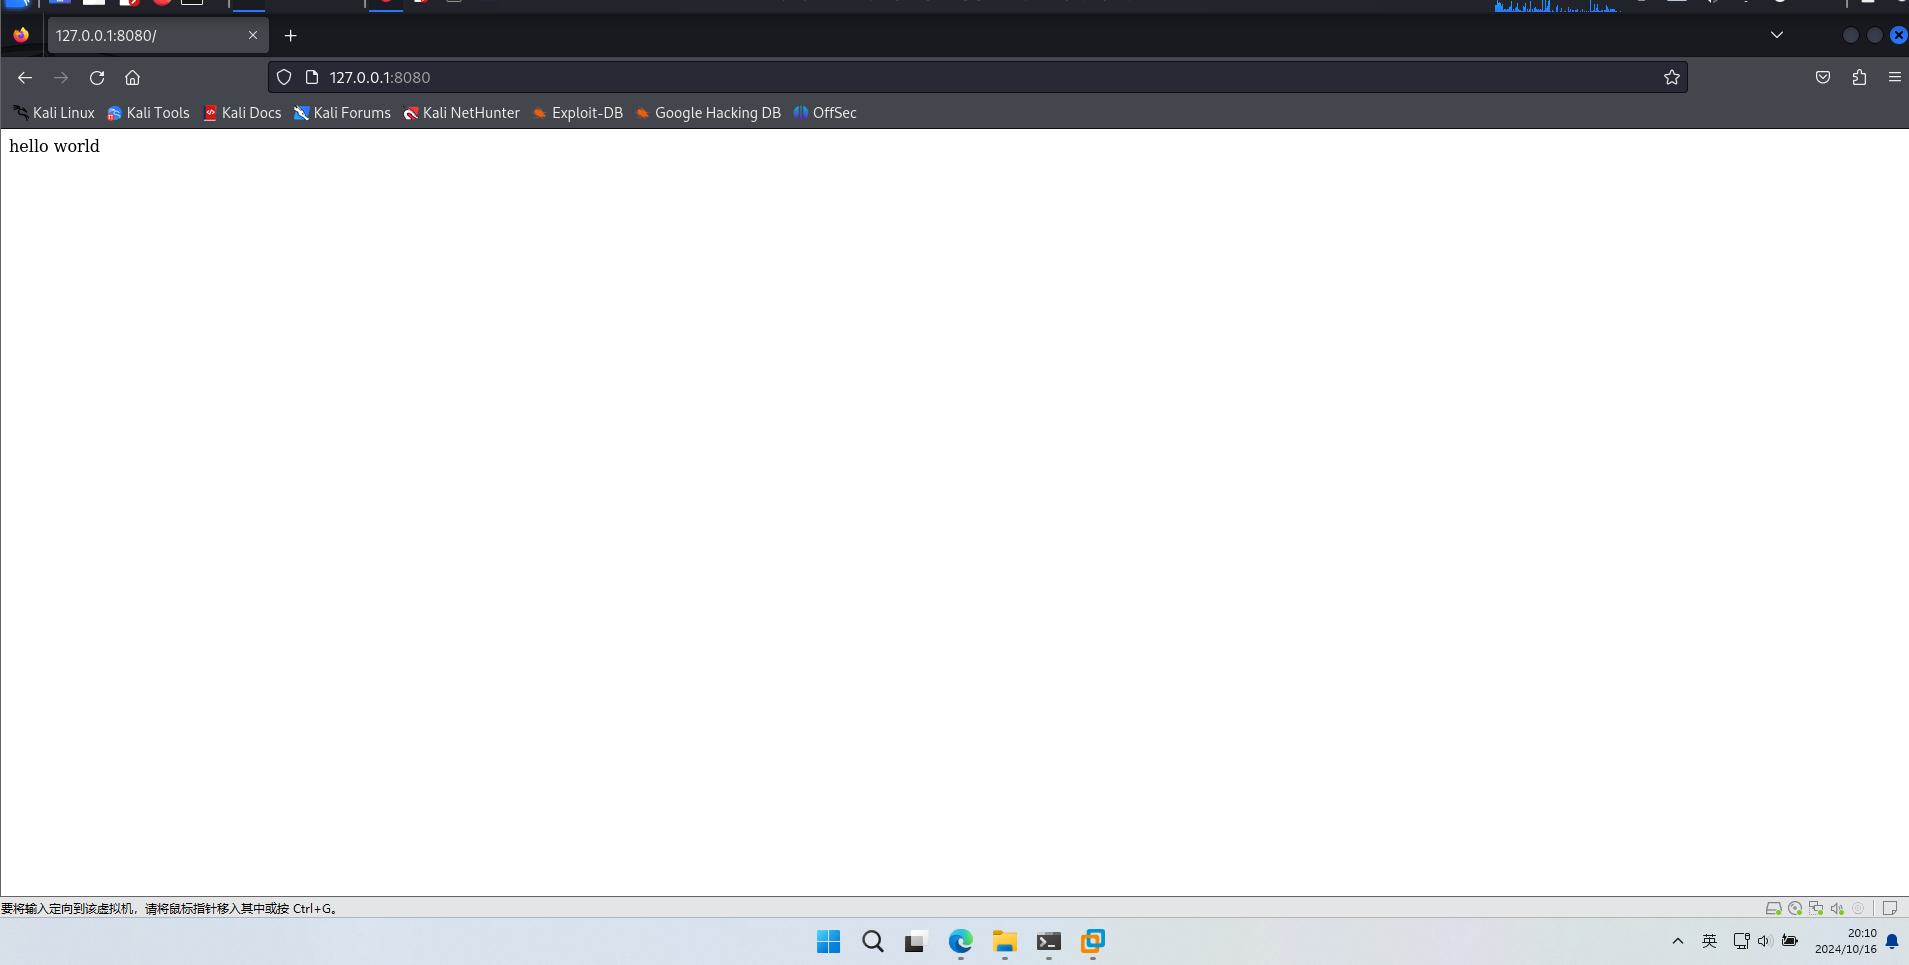 127.0.0.1:8080/
127.0.0.1:8080
Kali Linux Kali Tools Kali Docs Kali Forums Kali NetHunter Exploit-DB Google Hacking DB OffSec
hello world
要将输入定向到该虚拟机，请将鼠标指针移入其中或按 Ctrl+G。
英
20:10
2024/10/16